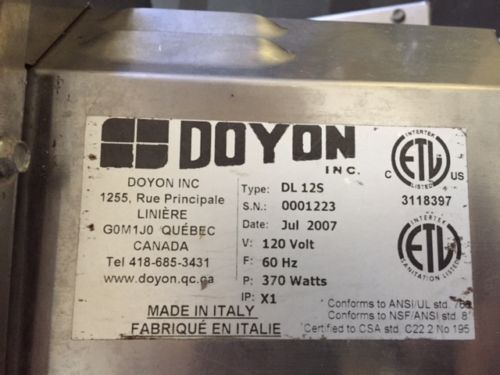 DOYON
INC.
DOYON INC
1255, Rue Principale
LINIÈRE
G0M1J0 QUÉBEC
CANADA
Tel 418-685-3431
www.doyon.qc.ca
MADE IN ITALY
FABRIQUÉ EN ITALIE
Type: DL 12S
S.N.: 0001223
Date: Jul 2007
V: 120 Volt
F: 60 Hz
P: 370 Watts
IP: X1
INTERTEK
C ETL US
LISTED
3118397
INTERTEK
ETL
SANITATION LISTED
Conforms to ANSI/UL std. 763
Conforms to NSF/ANSI std. 8
Certified to CSA std. C22 2 No 195